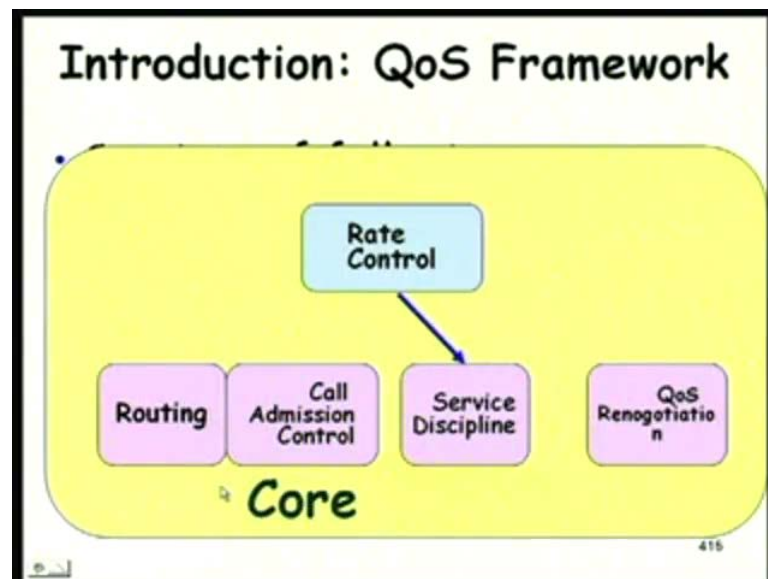 Introduction: QoS Framework
Rate
Control
Routing
Call
Admission
Control
Service
Discipline
QoS
Renogotiatio
n
Core
415